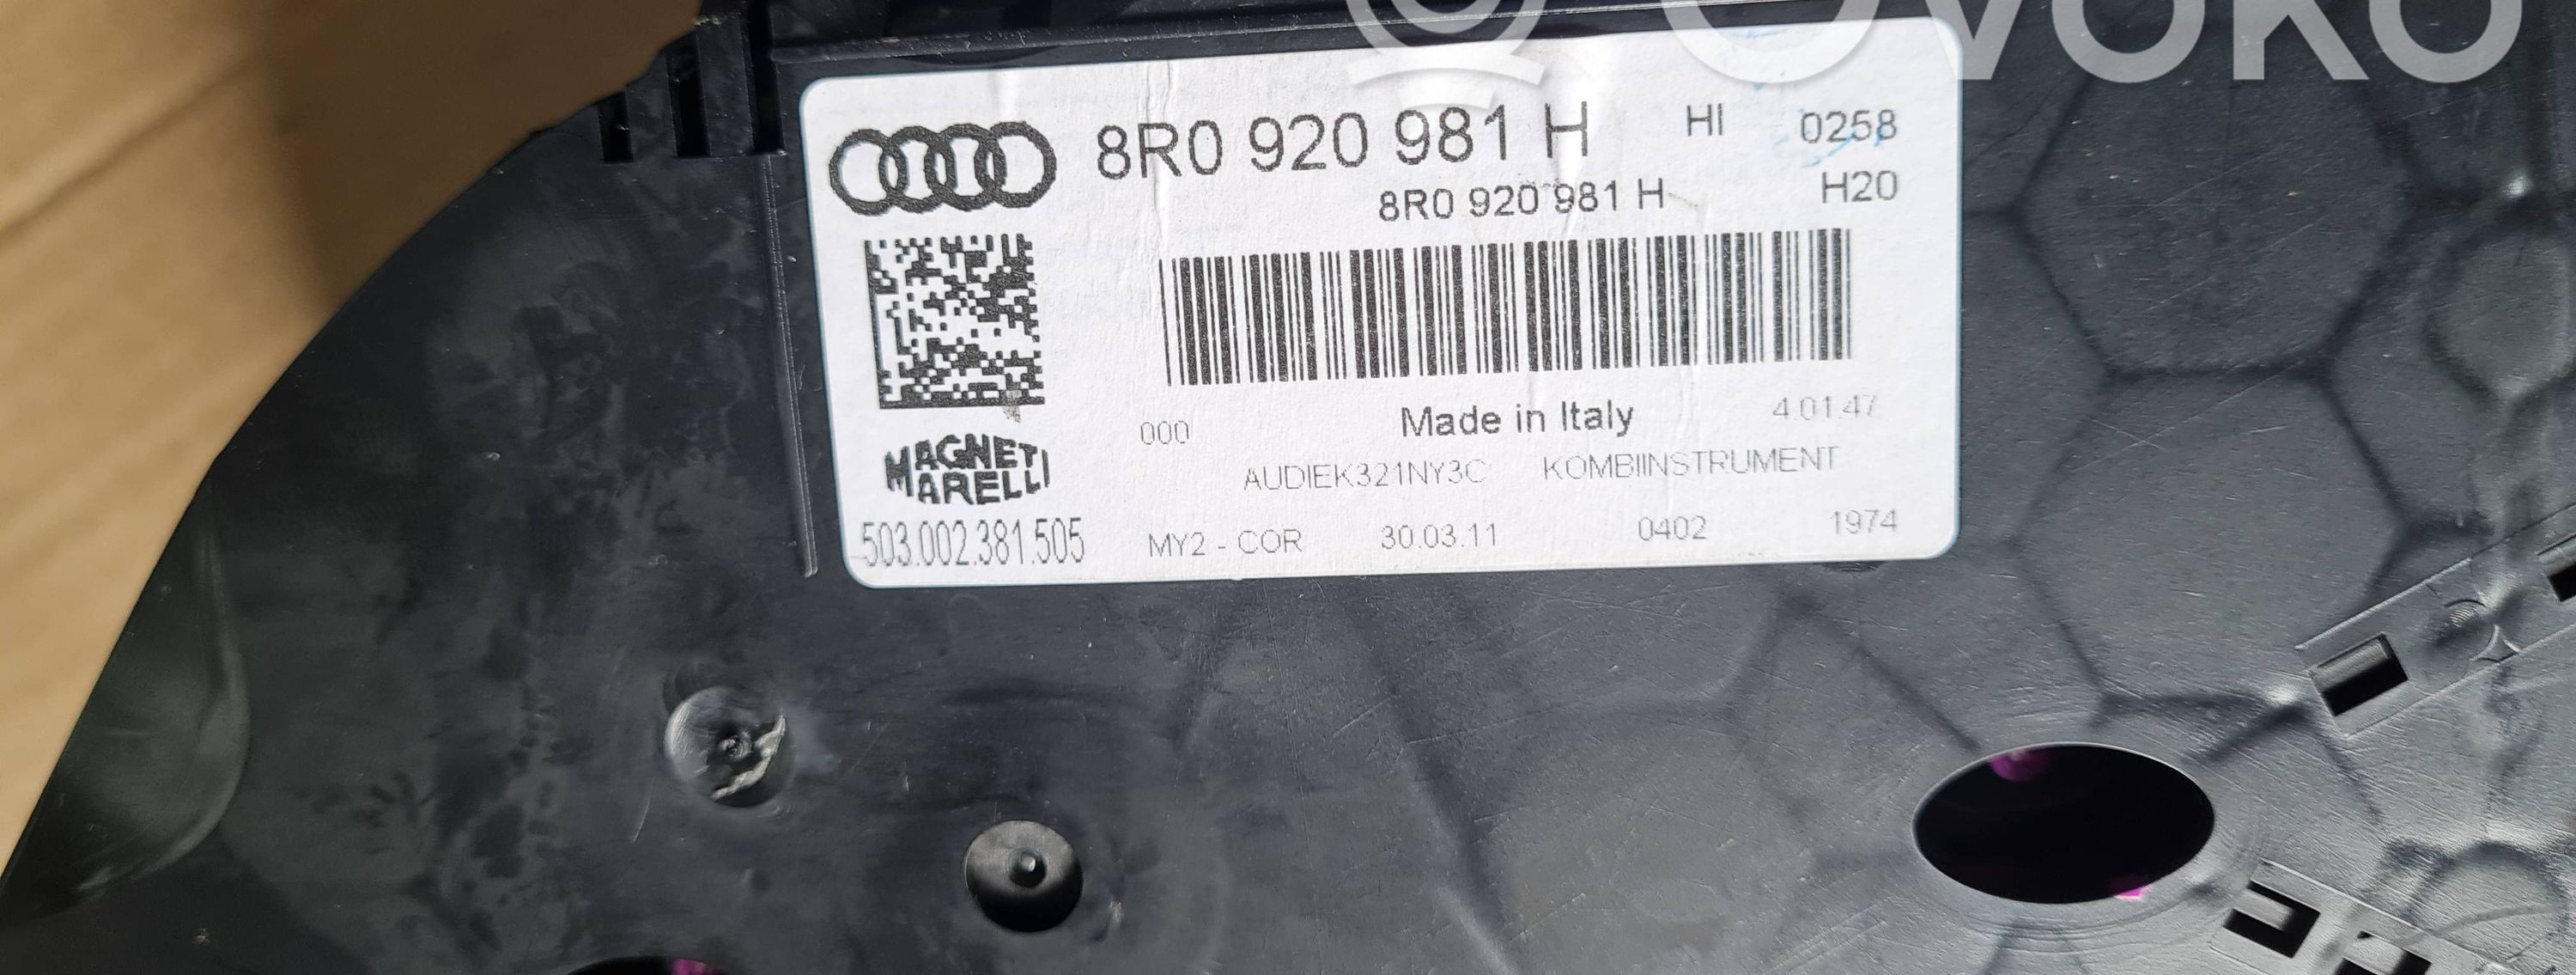 OVOKO
8R0 920 981 H HI 0258
8R0 920 981 H H20
000 Made in Italy 4.01.47
MAGNETI
MARELLI
AUDIEK321NY3C KOMBIINSTRUMENT
503.002.381.505 MY2 - COR 30.03.11 0402 1974